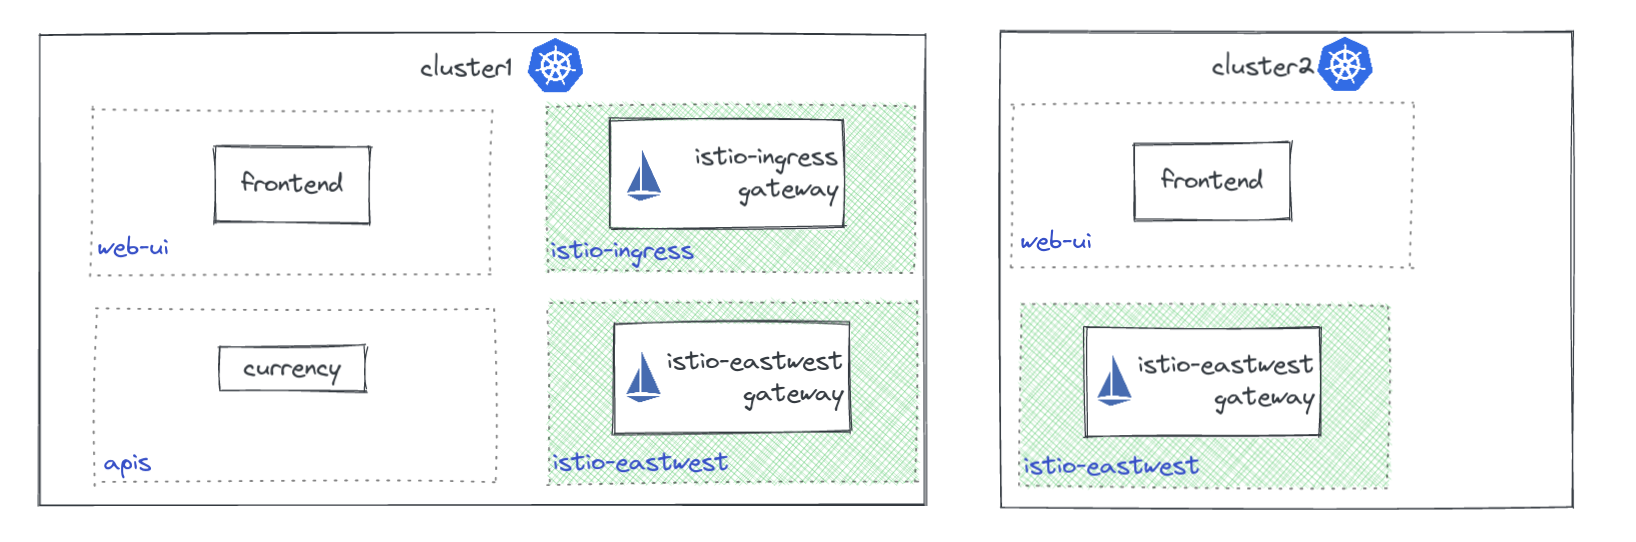 cluster1
frontend
web-ui
istio-ingress
gateway
istio-ingress
currency
apis
istio-eastwest
gateway
istio-eastwest
cluster2
frontend
web-ui
istio-eastwest
gateway
istio-eastwest